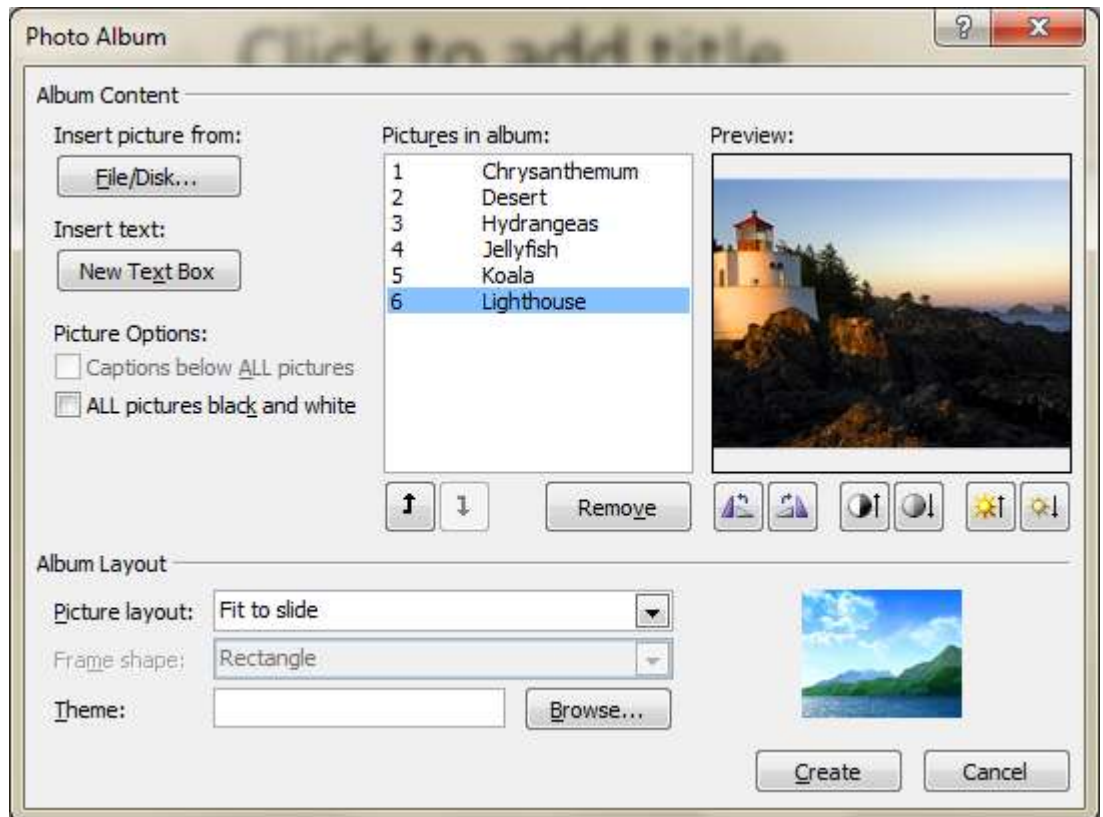 Photo Album
Click to add title
Album Content
Insert picture from:
File/Disk...
Insert text:
New Text Box
Picture Options:
Captions below ALL pictures
ALL pictures black and white
Pictures in album:
1 Chrysanthemum
2 Desert
3 Hydrangeas
4 Jellyfish
5 Koala
6 Lighthouse
Remove
Preview:
Album Layout
Picture layout: Fit to slide
Frame shape: Rectangle
Theme:
Browse...
Create
Cancel